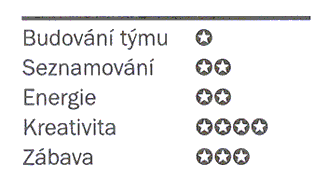 Budování týmu ✪
Seznamování ✪✪
Energie ✪✪
Kreativita ✪✪✪✪
Zábava ✪✪✪